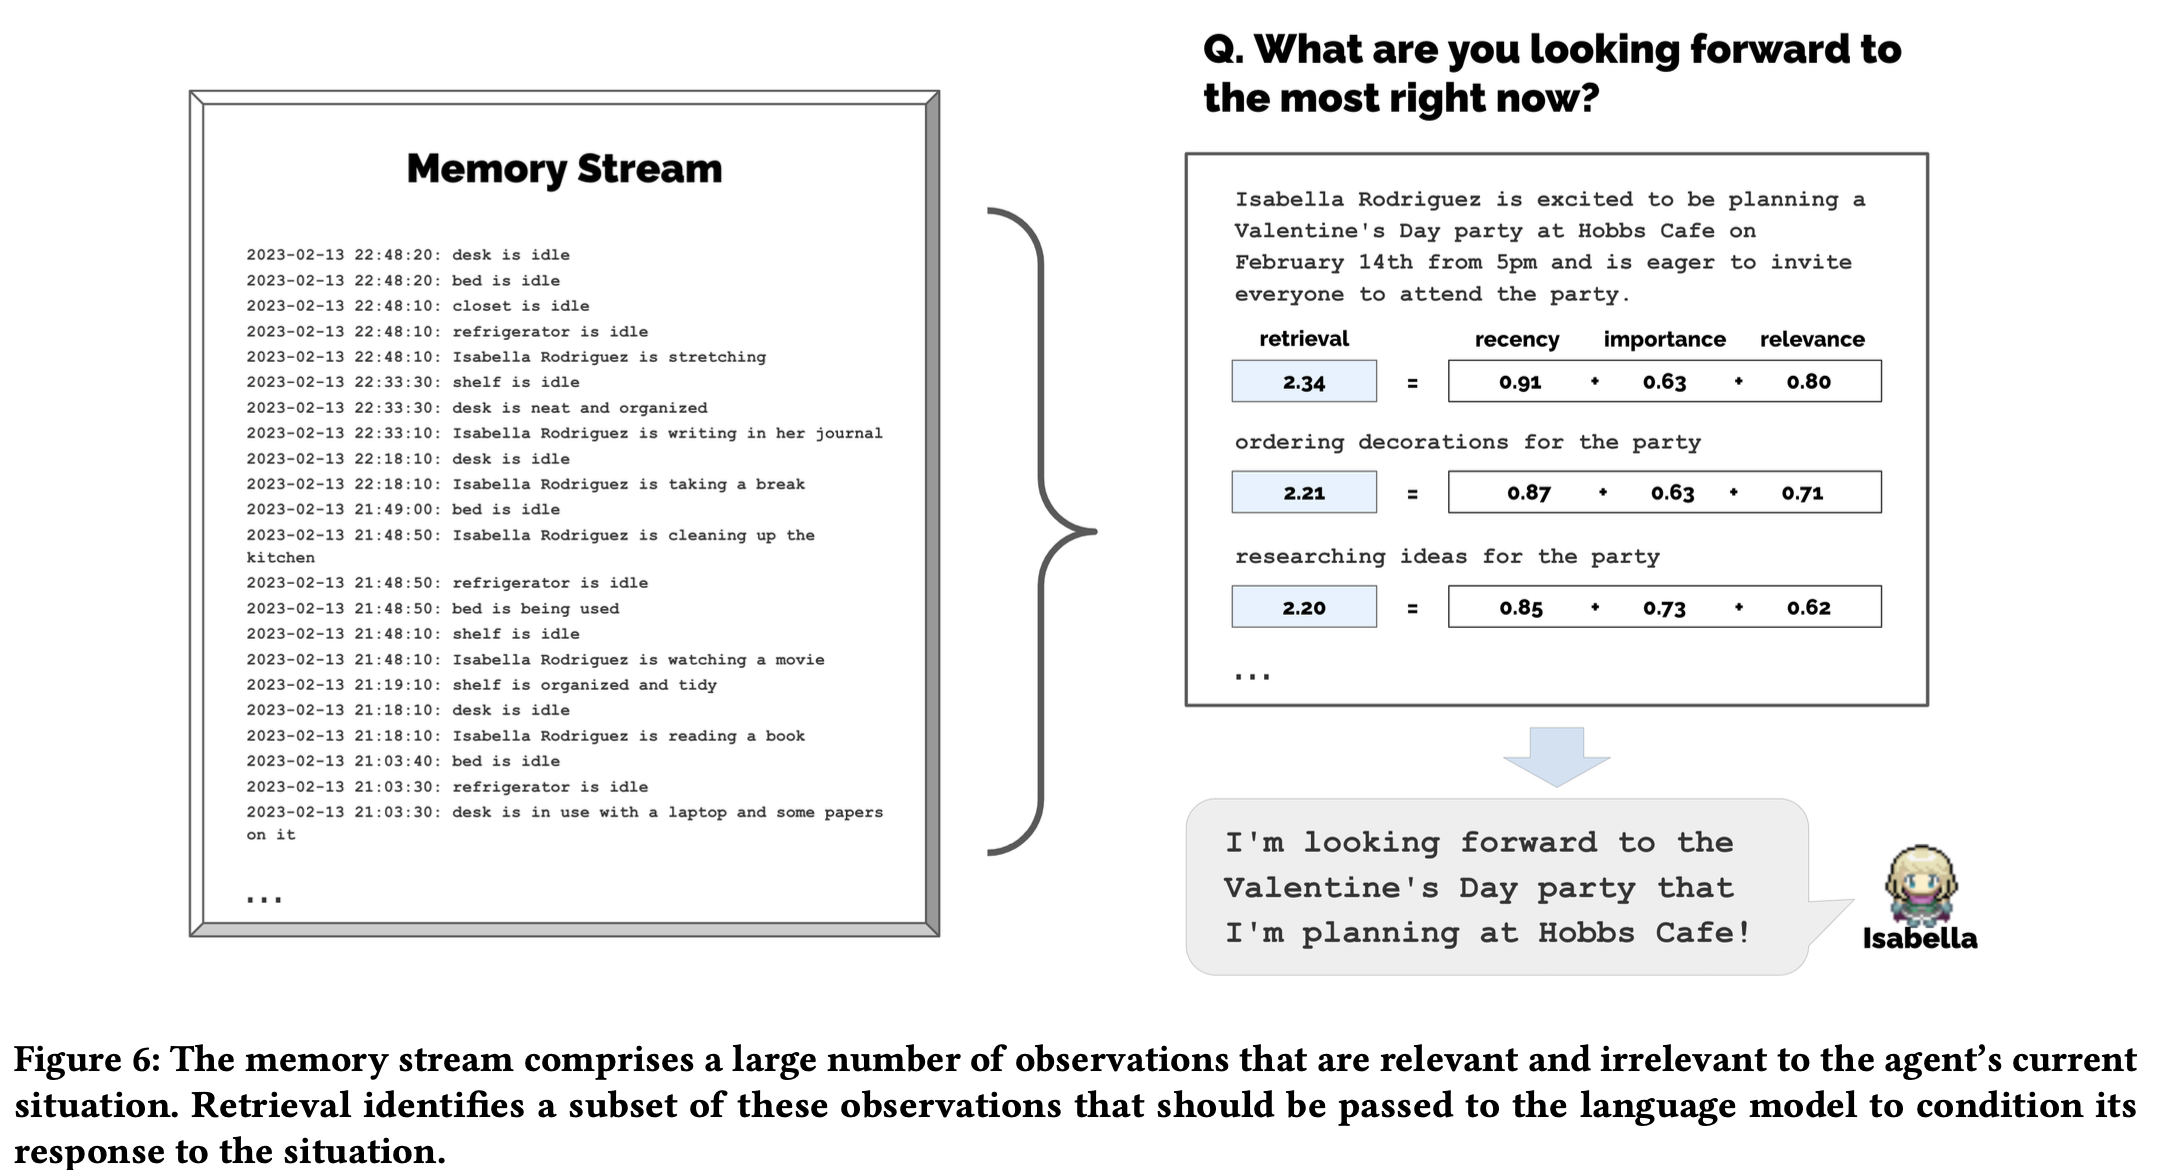 Memory Stream
2023-02-13 22:48:20: desk is idle
2023-02-13 22:48:20: bed is idle
2023-02-13 22:48:10: closet is idle
2023-02-13 22:48:10: refrigerator is idle
2023-02-13 22:48:10: Isabella Rodriguez is stretching
2023-02-13 22:33:30: shelf is idle
2023-02-13 22:33:30: desk is neat and organized
2023-02-13 22:33:10: Isabella Rodriguez is writing in her journal
2023-02-13 22:18:10: desk is idle
2023-02-13 22:18:10: Isabella Rodriguez is taking a break
2023-02-13 21:49:00: bed is idle
2023-02-13 21:48:50: Isabella Rodriguez is cleaning up the
kitchen
2023-02-13 21:48:50: refrigerator is idle
2023-02-13 21:48:50: bed is being used
2023-02-13 21:48:10: shelf is idle
2023-02-13 21:48:10: Isabella Rodriguez is watching a movie
2023-02-13 21:19:10: shelf is organized and tidy
2023-02-13 21:18:10: desk is idle
2023-02-13 21:18:10: Isabella Rodriguez is reading a book
2023-02-13 21:03:40: bed is idle
2023-02-13 21:03:30: refrigerator is idle
2023-02-13 21:03:30: desk is in use with a laptop and some papers
on it
...
Q. What are you looking forward to
the most right now?
Isabella Rodriguez is excited to be planning a
Valentine's Day party at Hobbs Cafe on
February 14th from 5pm and is eager to invite
everyone to attend the party.
retrieval recency importance relevance
2.34 = 0.91 + 0.63 + 0.80
ordering decorations for the party
2.21 = 0.87 + 0.63 + 0.71
researching ideas for the party
2.20 = 0.85 + 0.73 + 0.62
...
I'm looking forward to the
Valentine's Day party that
I'm planning at Hobbs Cafe!
Isabella
Figure 6: The memory stream comprises a large number of observations that are relevant and irrelevant to the agent's current
situation. Retrieval identifies a subset of these observations that should be passed to the language model to condition its
response to the situation.